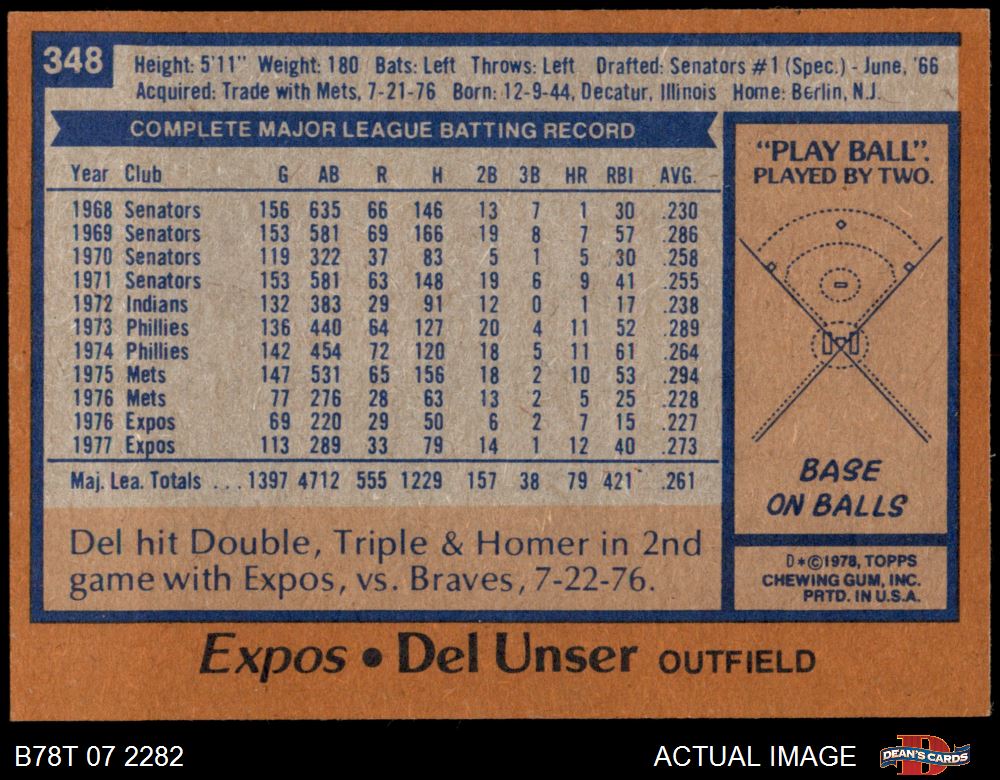 348
Height: 5'11" Weight: 180 Bats: Left Throws: Left Drafted: Senators #1 (Spec.) - June, '66
Acquired: Trade with Mets, 7-21-76 Born: 12-9-44, Decatur, Illinois Home: Berlin, N.J.
COMPLETE MAJOR LEAGUE BATTING RECORD
Year Club G AB R H 2B 3B HR RBI AVG.
1968 Senators 156 635 66 146 13 7 1 30 .230
1969 Senators 153 581 69 166 19 8 7 57 .286
1970 Senators 119 322 37 83 5 1 5 30 .258
1971 Senators 153 581 63 148 19 6 9 41 .255
1972 Indians 132 383 29 91 12 0 1 17 .238
1973 Phillies 136 440 64 127 20 4 11 52 .289
1974 Phillies 142 454 72 120 18 5 11 61 .264
1975 Mets 147 531 65 156 18 2 10 53 .294
1976 Mets 77 276 28 63 13 2 5 25 .228
1976 Expos 69 220 29 50 6 2 7 15 .227
1977 Expos 113 289 33 79 14 1 12 40 .273
Maj. Lea. Totals ... 1397 4712 555 1229 157 38 79 421 .261
Del hit Double, Triple & Homer in 2nd
game with Expos, vs. Braves, 7-22-76.
"PLAY BALL".
PLAYED BY TWO.
BASE
ON BALLS
D*©1978, TOPPS
CHEWING GUM, INC.
PRTD. IN U.S.A.
Expos • Del Unser OUTFIELD
B78T 07 2282
ACTUAL IMAGE
DEAN'S CARDS